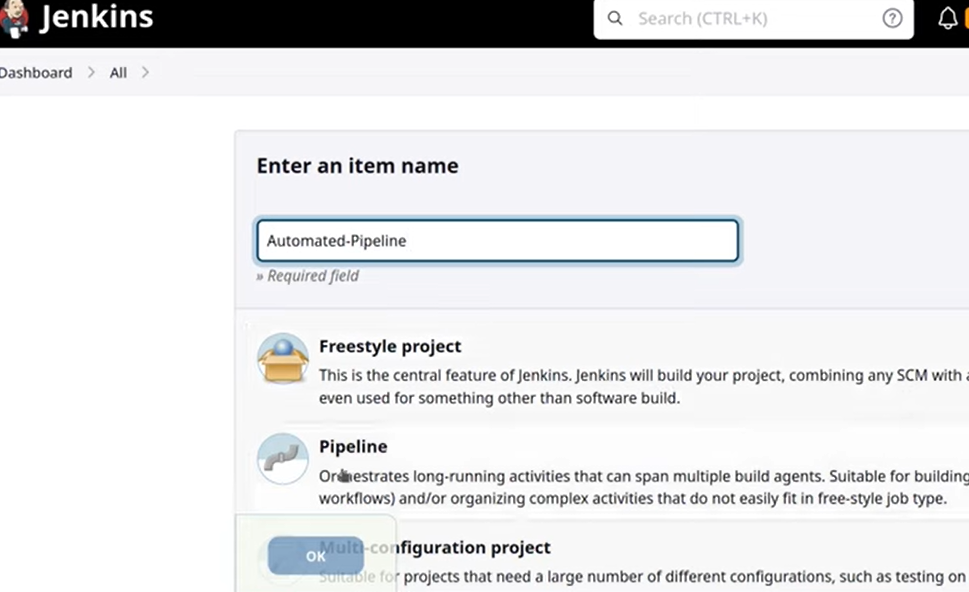 Jenkins
Search (CTRL+K)
Dashboard > All >
Enter an item name
Automated-Pipeline
» Required field
Freestyle project
This is the central feature of Jenkins. Jenkins will build your project, combining any SCM with a
even used for something other than software build.
Pipeline
Orchestrates long-running activities that can span multiple build agents. Suitable for building
workflows) and/or organizing complex activities that do not easily fit in free-style job type.
OK
Multi-configuration project
Suitable for projects that need a large number of different configurations, such as testing on